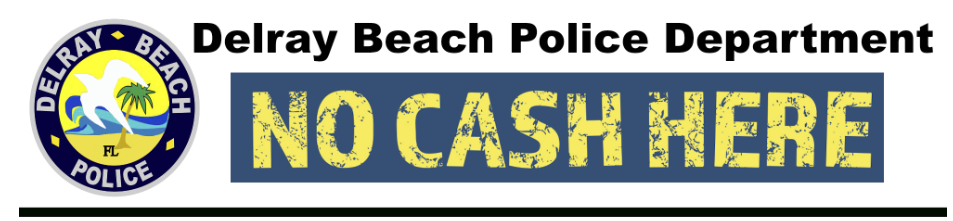 Delray Beach Police Department
DELRAY BEACH
FL
POLICE
NO CASH HERE